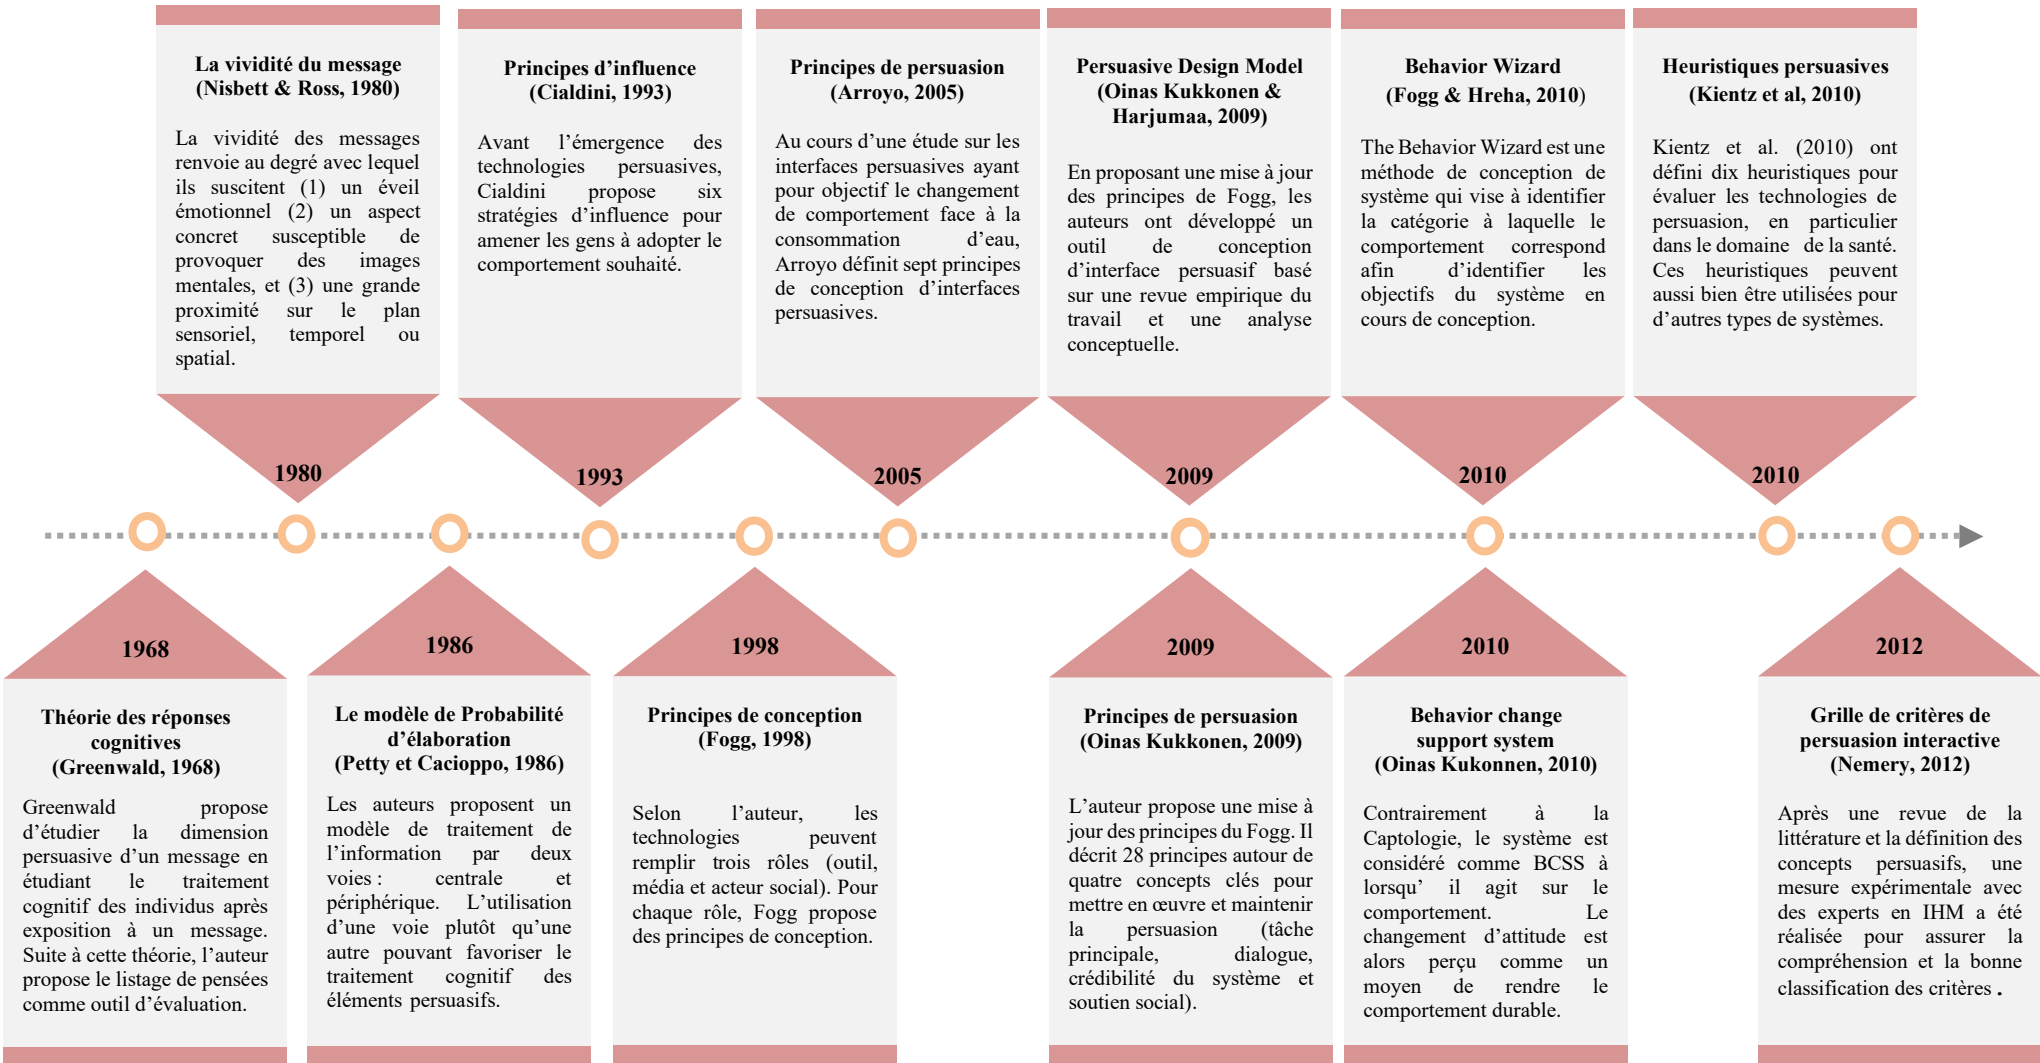 La vividité du message
(Nisbett & Ross, 1980)
La vividité des messages
renvoie au degré avec lequel
ils suscitent (1) un éveil
émotionnel (2) un aspect
concret susceptible de
provoquer des images
mentales, et (3) une grande
proximité sur le plan
sensoriel, temporel ou
spatial.
1980
Principes d’influence
(Cialdini, 1993)
Avant l’émergence des
technologies persuasives,
Cialdini propose six
stratégies d’influence pour
amener les gens à adopter le
comportement souhaité.
1993
Principes de persuasion
(Arroyo, 2005)
Au cours d’une étude sur les
interfaces persuasives ayant
pour objectif le changement
de comportement face à la
consommation d’eau,
Arroyo définit sept principes
de conception d’interfaces
persuasives.
2005
Persuasive Design Model
(Oinas Kukkonen &
Harjumaa, 2009)
En proposant une mise à jour
des principes de Fogg, les
auteurs ont développé un
outil de conception
d’interface persuasif basé
sur une revue empirique du
travail et une analyse
conceptuelle.
2009
Behavior Wizard
(Fogg & Hreha, 2010)
The Behavior Wizard est une
méthode de conception de
système qui vise à identifier
la catégorie à laquelle le
comportement correspond
afin d’identifier les
objectifs du système en
cours de conception.
2010
Heuristiques persuasives
(Kientz et al, 2010)
Kientz et al. (2010) ont
défini dix heuristiques pour
évaluer les technologies de
persuasion, en particulier
dans le domaine de la santé.
Ces heuristiques peuvent
aussi bien être utilisées pour
d’autres types de systèmes.
2010
1968
Théorie des réponses
cognitives
(Greenwald, 1968)
Greenwald propose
d’étudier la dimension
persuasive d’un message en
étudiant le traitement
cognitif des individus après
exposition à un message.
Suite à cette théorie, l’auteur
propose le listage de pensées
comme outil d’évaluation.
1986
Le modèle de Probabilité
d’élaboration
(Petty et Cacioppo, 1986)
Les auteurs proposent un
modèle de traitement de
l’information par deux
voies : centrale et
périphérique. L’utilisation
d’une voie plutôt qu’une
autre pouvant favoriser le
traitement cognitif des
éléments persuasifs.
1998
Principes de conception
(Fogg, 1998)
Selon l’auteur, les
technologies peuvent
remplir trois rôles (outil,
média et acteur social). Pour
chaque rôle, Fogg propose
des principes de conception.
2009
Principes de persuasion
(Oinas Kukkonen, 2009)
L’auteur propose une mise à
jour des principes du Fogg. Il
décrit 28 principes autour de
quatre concepts clés pour
mettre en œuvre et maintenir
la persuasion (tâche
principale, dialogue,
crédibilité du système et
soutien social).
2010
Behavior change
support system
(Oinas Kukonnen, 2010)
Contrairement à la
Captologie, le système est
considéré comme BCSS à
lorsqu’ il agit sur le
comportement. Le
changement d’attitude est
alors perçu comme un
moyen de rendre le
comportement durable.
2012
Grille de critères de
persuasion interactive
(Nemery, 2012)
Après une revue de la
littérature et la définition des
concepts persuasifs, une
mesure expérimentale avec
des experts en IHM a été
réalisée pour assurer la
compréhension et la bonne
classification des critères .